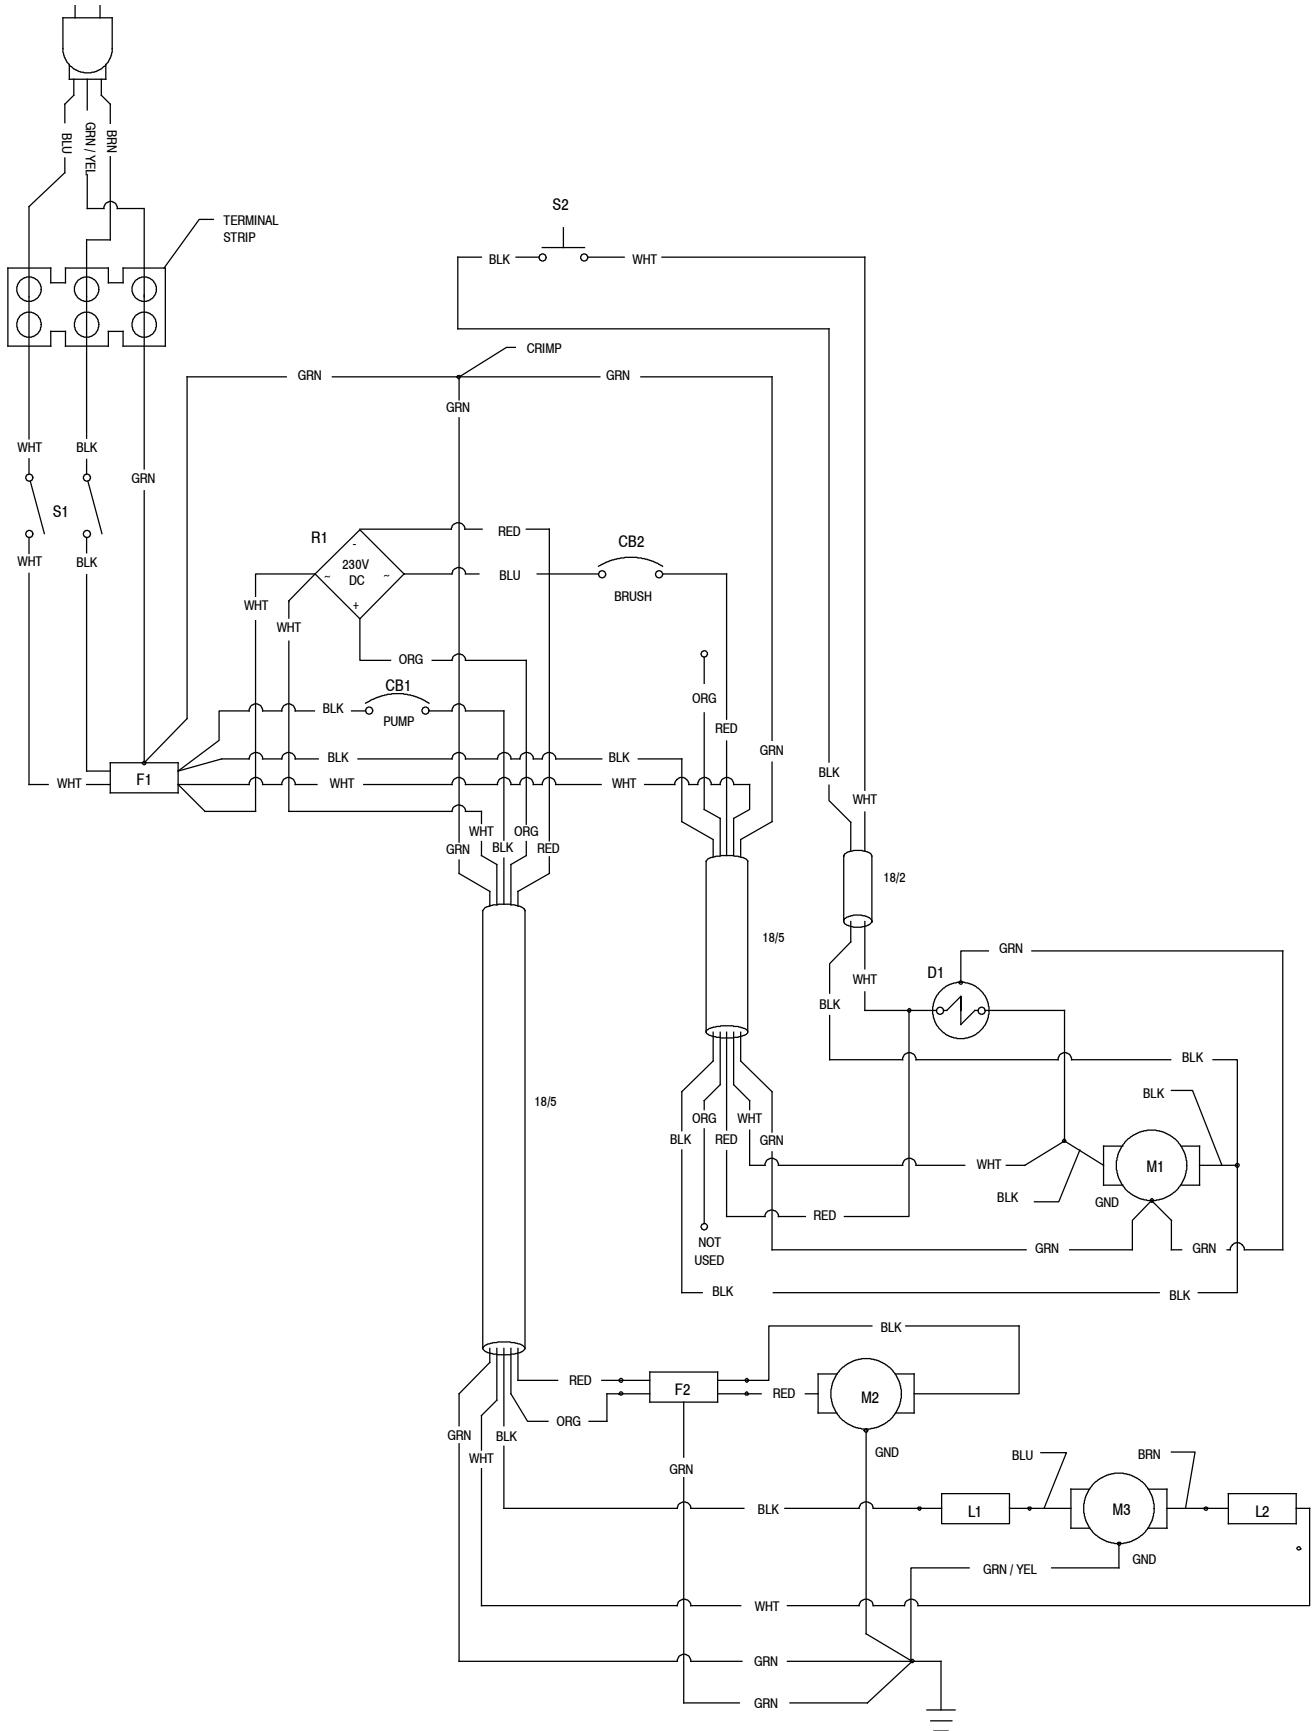 BLU
GRN / YEL
BRN
TERMINAL
STRIP
S2
BLK
WHT
CRIMP
GRN
GRN
GRN
WHT
BLK
GRN
S1
WHT
BLK
R1
-
230V
DC
~
~
+
RED
BLU
CB2
BRUSH
WHT
WHT
ORG
CB1
BLK
PUMP
ORG
RED
GRN
BLK
BLK
WHT
F1
WHT
WHT
BLK
WHT
WHT
ORG
GRN
BLK
RED
18/2
18/5
GRN
D1
WHT
BLK
BLK
BLK
18/5
ORG
WHT
BLK
RED
GRN
WHT
M1
BLK
GND
RED
NOT
USED
GRN
GRN
BLK
BLK
BLK
RED
F2
RED
M2
ORG
GRN
BLK
WHT
GND
GRN
BLU
BRN
BLK
L1
M3
L2
GND
GRN / YEL
WHT
GRN
GRN